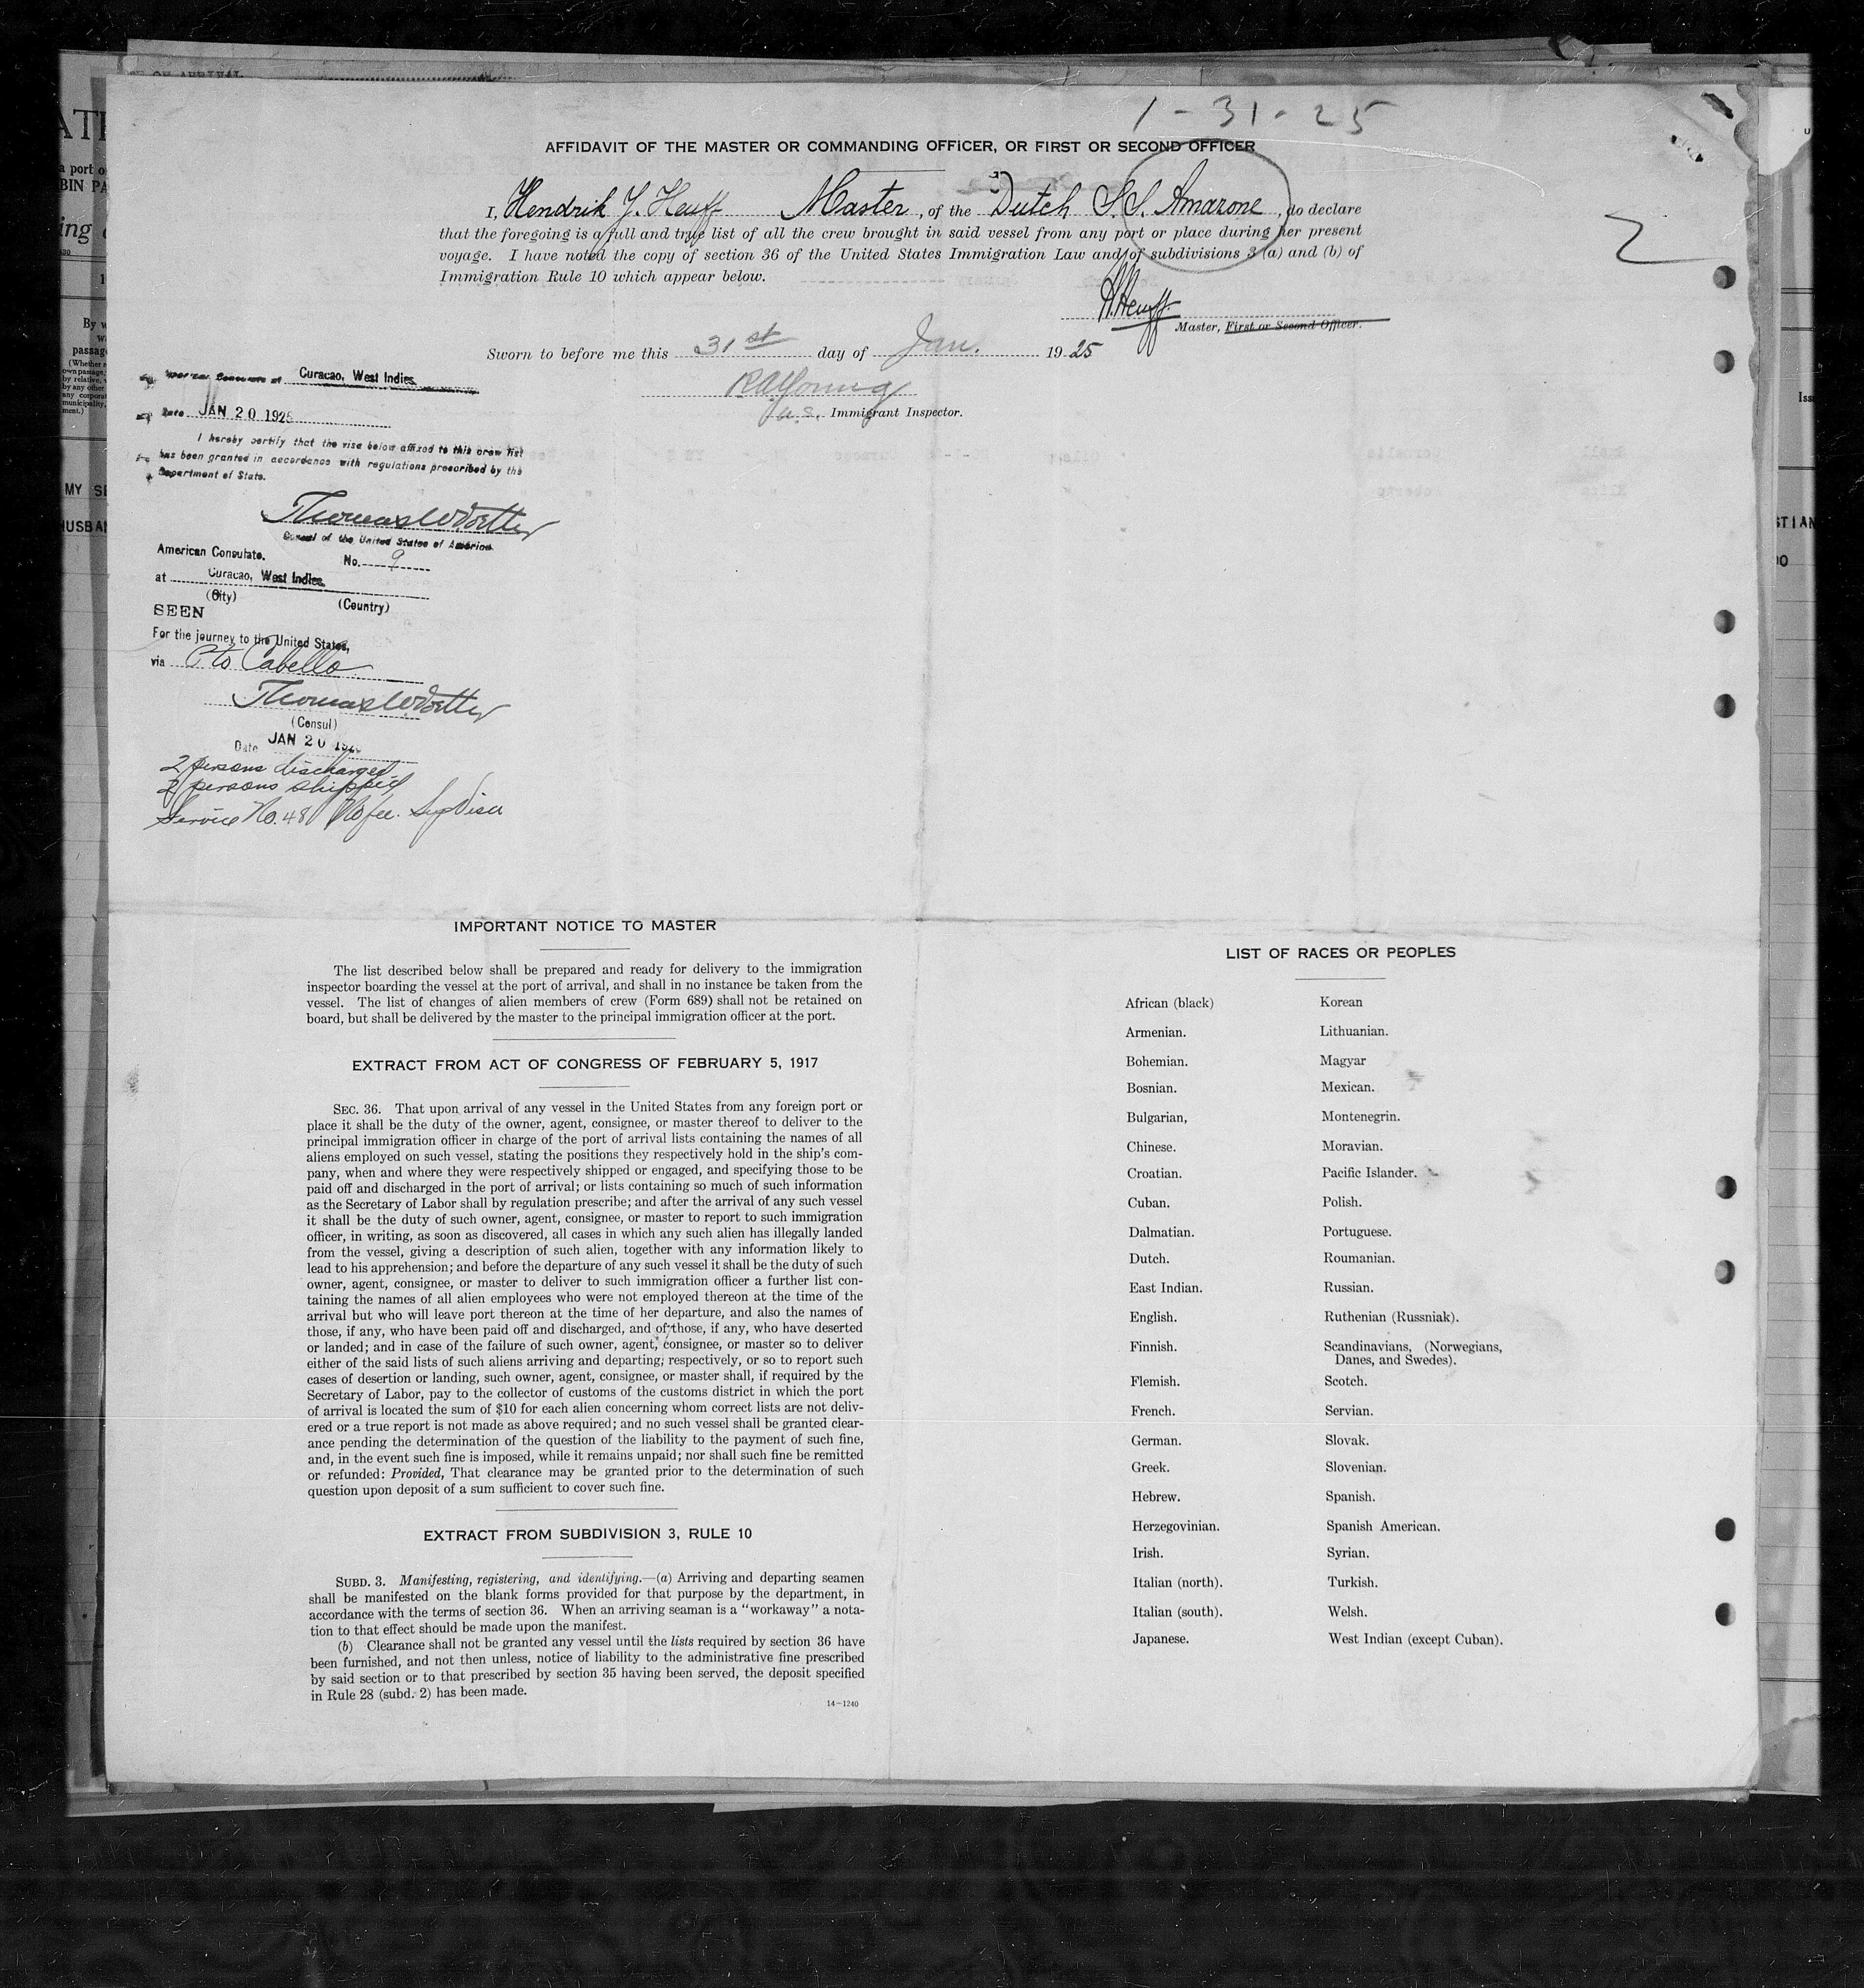 1-31-25
AFFIDAVIT OF THE MASTER OR COMMANDING OFFICER, OR FIRST OR SECOND OFFICER
I, Hendrik J. Heuff Master, of the Dutch S.S. Amazone, do declare
that the foregoing is a full and true list of all the crew brought in said vessel from any port or place during her present
voyage. I have noted the copy of section 36 of the United States Immigration Law and of subdivisions 3 (a) and (b) of
Immigration Rule 10 which appear below.
H. Heuff.
Master, First or Second Officer.
Sworn to before me this 31st day of Jan. 1925
R A Young
U.S. Immigrant Inspector.
2
American Consulate at Curacao, West Indies
Date JAN 20 1925
I hereby certify that the visa below affixed to this crew list
has been granted in accordance with regulations prescribed by the
Department of State.
Thomas W Voetter
Consul of the United States of America
American Consulate. No. 9
at Curacao, West Indies
(City) (Country)
SEEN
For the journey to the United States,
via Pto Cabello
Thomas W Voetter
(Consul)
Date JAN 20
2 persons discharged
2 persons shipped
Service No. 48 No fee. Sup Visa
IMPORTANT NOTICE TO MASTER
The list described below shall be prepared and ready for delivery to the immigration
inspector boarding the vessel at the port of arrival, and shall in no instance be taken from the
vessel. The list of changes of alien members of crew (Form 689) shall not be retained on
board, but shall be delivered by the master to the principal immigration officer at the port.
EXTRACT FROM ACT OF CONGRESS OF FEBRUARY 5, 1917
SEC. 36. That upon arrival of any vessel in the United States from any foreign port or
place it shall be the duty of the owner, agent, consignee, or master thereof to deliver to the
principal immigration officer in charge of the port of arrival lists containing the names of all
aliens employed on such vessel, stating the positions they respectively hold in the ship's com-
pany, when and where they were respectively shipped or engaged, and specifying those to be
paid off and discharged in the port of arrival; or lists containing so much of such information
as the Secretary of Labor shall by regulation prescribe; and after the arrival of any such vessel
it shall be the duty of such owner, agent, consignee, or master to report to such immigration
officer, in writing, as soon as discovered, all cases in which any such alien has illegally landed
from the vessel, giving a description of such alien, together with any information likely to
lead to his apprehension; and before the departure of any such vessel it shall be the duty of such
owner, agent, consignee, or master to deliver to such immigration officer a further list con-
taining the names of all alien employees who were not employed thereon at the time of the
arrival but who will leave port thereon at the time of her departure, and also the names of
those, if any, who have been paid off and discharged, and of those, if any, who have deserted
or landed; and in case of the failure of such owner, agent, consignee, or master so to deliver
either of the said lists of such aliens arriving and departing, respectively, or so to report such
cases of desertion or landing, such owner, agent, consignee, or master shall, if required by the
Secretary of Labor, pay to the collector of customs of the customs district in which the port
of arrival is located the sum of $10 for each alien concerning whom correct lists are not deliv-
ered or a true report is not made as above required; and no such vessel shall be granted clear-
ance pending the determination of the question of the liability to the payment of such fine,
and, in the event such fine is imposed, while it remains unpaid; nor shall such fine be remitted
or refunded: Provided, That clearance may be granted prior to the determination of such
question upon deposit of a sum sufficient to cover such fine.
EXTRACT FROM SUBDIVISION 3, RULE 10
SUBD. 3. Manifesting, registering, and identifying.—(a) Arriving and departing seamen
shall be manifested on the blank forms provided for that purpose by the department, in
accordance with the terms of section 36. When an arriving seaman is a "workaway" a nota-
tion to that effect should be made upon the manifest.
(b) Clearance shall not be granted any vessel until the lists required by section 36 have
been furnished, and not then unless, notice of liability to the administrative fine prescribed
by said section or to that prescribed by section 35 having been served, the deposit specified
in Rule 28 (subd. 2) has been made.
14—1240
LIST OF RACES OR PEOPLES
African (black)
Armenian.
Bohemian.
Bosnian.
Bulgarian,
Chinese.
Croatian.
Cuban.
Dalmatian.
Dutch.
East Indian.
English.
Finnish.
Flemish.
French.
German.
Greek.
Hebrew.
Herzegovinian.
Irish.
Italian (north).
Italian (south).
Japanese.
Korean
Lithuanian.
Magyar
Mexican.
Montenegrin.
Moravian.
Pacific Islander.
Polish.
Portuguese.
Roumanian.
Russian.
Ruthenian (Russniak).
Scandinavians, (Norwegians,
Danes, and Swedes).
Scotch.
Servian.
Slovak.
Slovenian.
Spanish.
Spanish American.
Syrian.
Turkish.
Welsh.
West Indian (except Cuban).